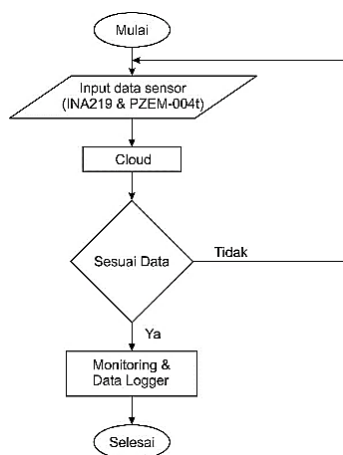 Mulai
Input data sensor
(INA219 & PZEM-004t)
Cloud
Sesuai Data
Tidak
Ya
Monitoring &
Data Logger
Selesai